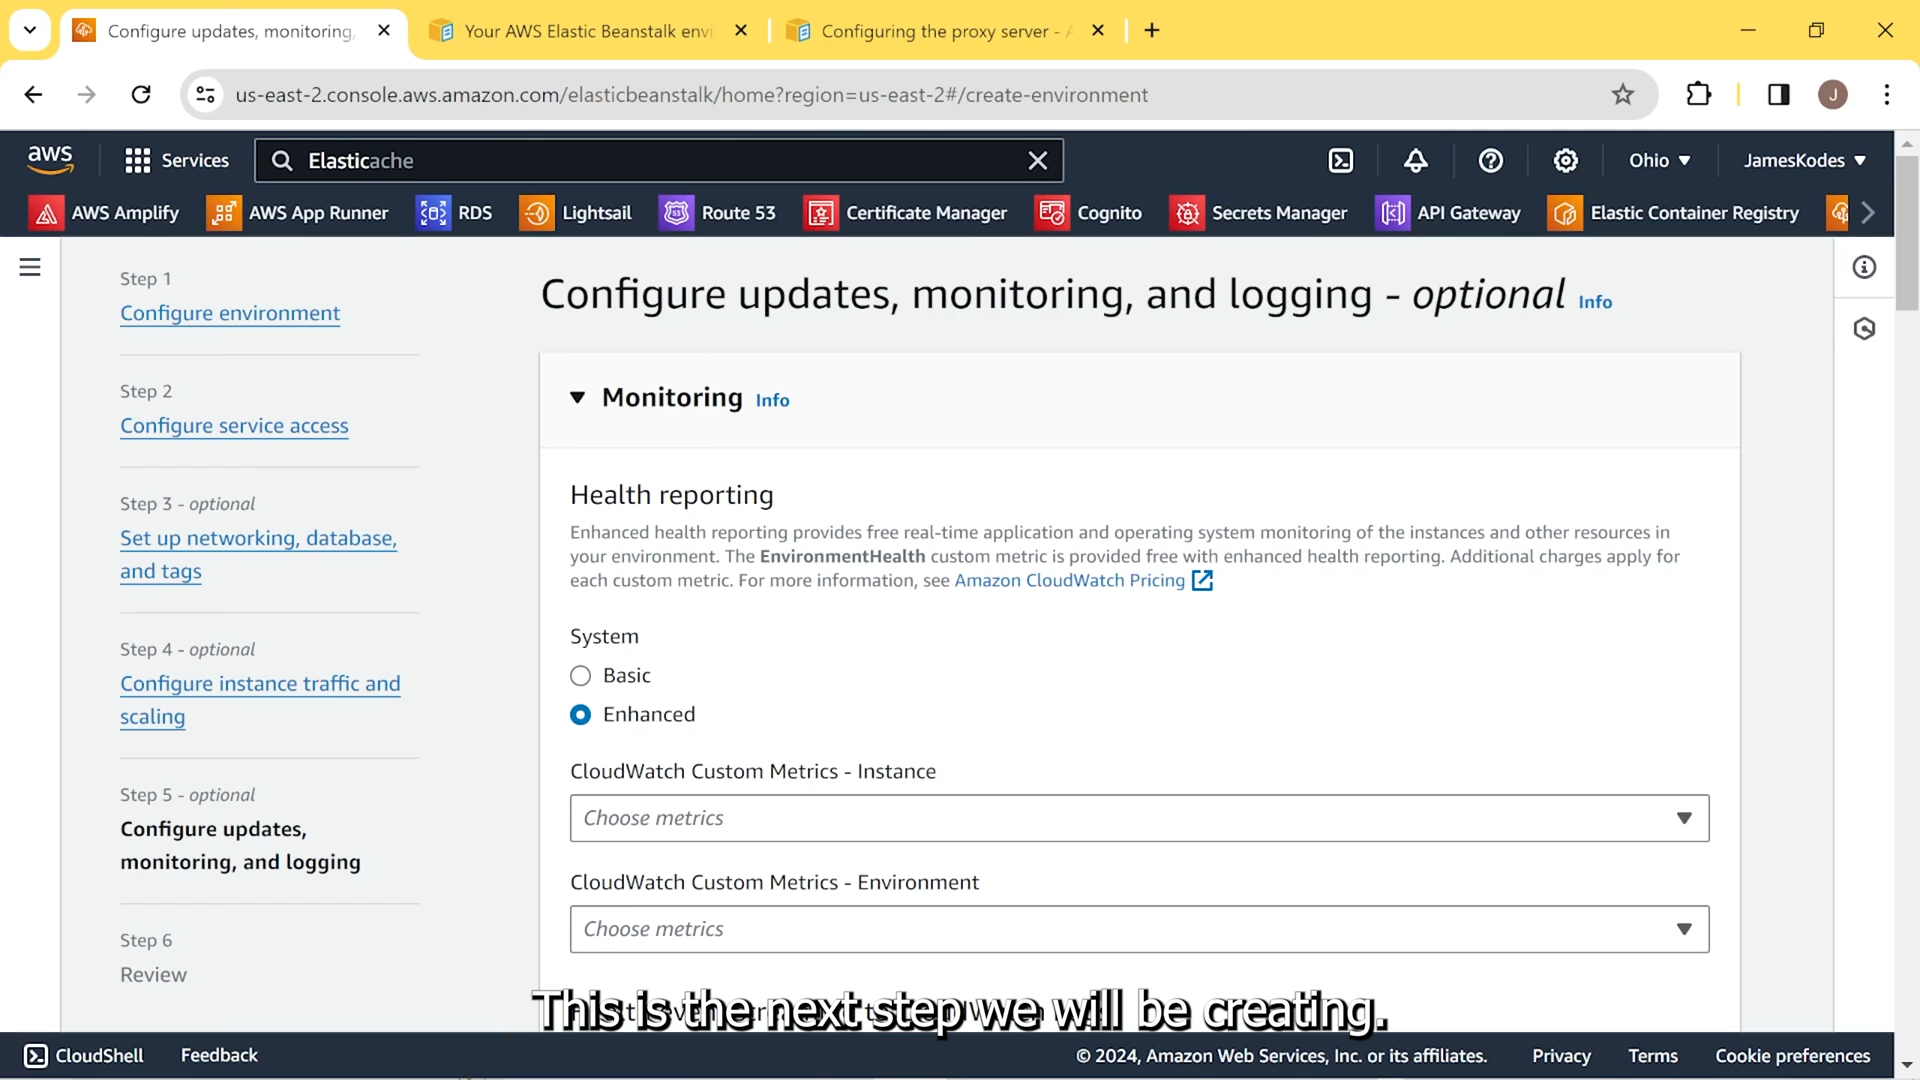 Configure updates, monitoring,
Your AWS Elastic Beanstalk envi
Configuring the proxy server - A
us-east-2.console.aws.amazon.com/elasticbeanstalk/home?region=us-east-2#/create-environment
J
aws
Services
Elasticache
Ohio
JamesKodes
AWS Amplify
AWS App Runner
RDS
Lightsail
Route 53
Certificate Manager
Cognito
Secrets Manager
API Gateway
Elastic Container Registry
Step 1
Configure environment
Step 2
Configure service access
Step 3 - optional
Set up networking, database,
and tags
Step 4 - optional
Configure instance traffic and
scaling
Step 5 - optional
Configure updates,
monitoring, and logging
Step 6
Review
Configure updates, monitoring, and logging - optional Info
Monitoring Info
Health reporting
Enhanced health reporting provides free real-time application and operating system monitoring of the instances and other resources in
your environment. The EnvironmentHealth custom metric is provided free with enhanced health reporting. Additional charges apply for
each custom metric. For more information, see Amazon CloudWatch Pricing
System
Basic
Enhanced
CloudWatch Custom Metrics - Instance
Choose metrics
CloudWatch Custom Metrics - Environment
Choose metrics
This is the next step we will be creating.
CloudShell
Feedback
© 2024, Amazon Web Services, Inc. or its affiliates.
Privacy
Terms
Cookie preferences